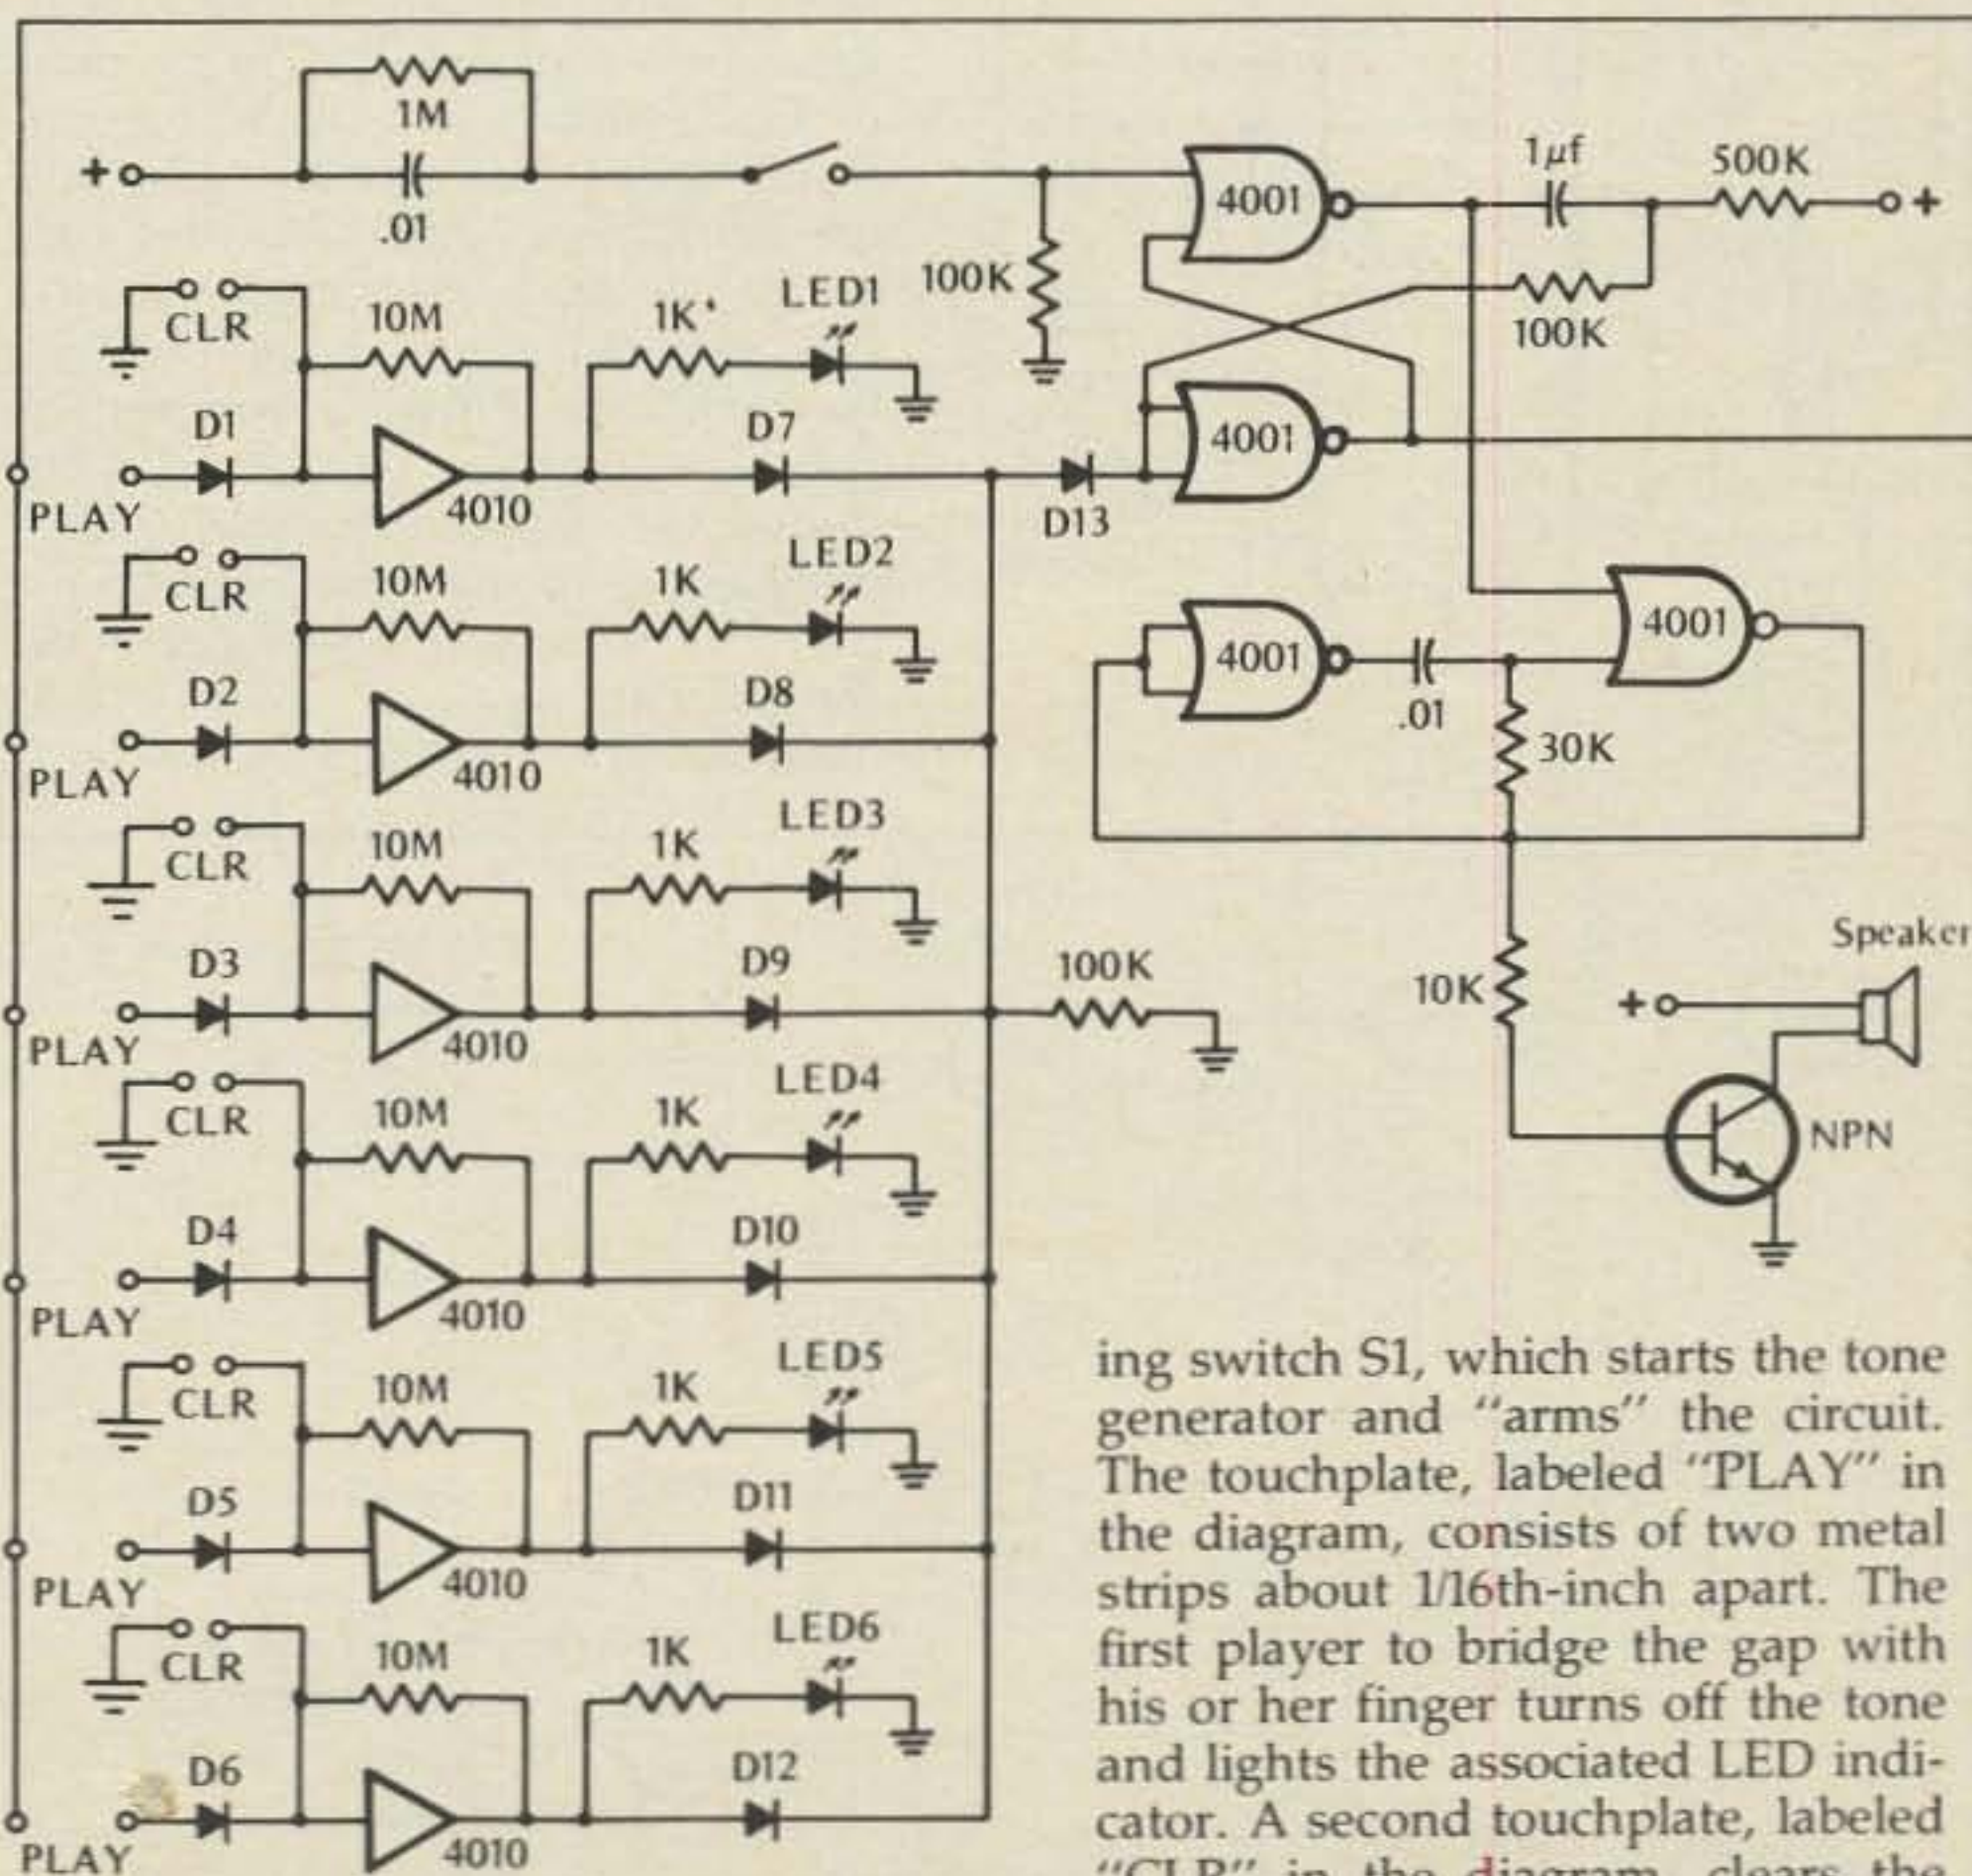 1M
+
.01
1µf
500K
+
4001
100K
100K
CLR
10M
1K
LED1
D1
D7
4001
PLAY
4010
D13
CLR
10M
1K
LED2
D2
D8
4001
4001
.01
30K
PLAY
4010
CLR
10M
1K
LED3
D3
D9
100K
10K
Speaker
+
PLAY
4010
CLR
10M
1K
LED4
NPN
D4
D10
PLAY
4010
CLR
10M
1K
LED5
D5
D11
PLAY
4010
CLR
10M
1K
LED6
D6
D12
PLAY
4010
ing switch S1, which starts the tone
generator and “arms” the circuit.
The touchplate, labeled “PLAY” in
the diagram, consists of two metal
strips about 1/16th-inch apart. The
first player to bridge the gap with
his or her finger turns off the tone
and lights the associated LED indi-
cator. A second touchplate, labeled
“CLR” in the diagram, clears the